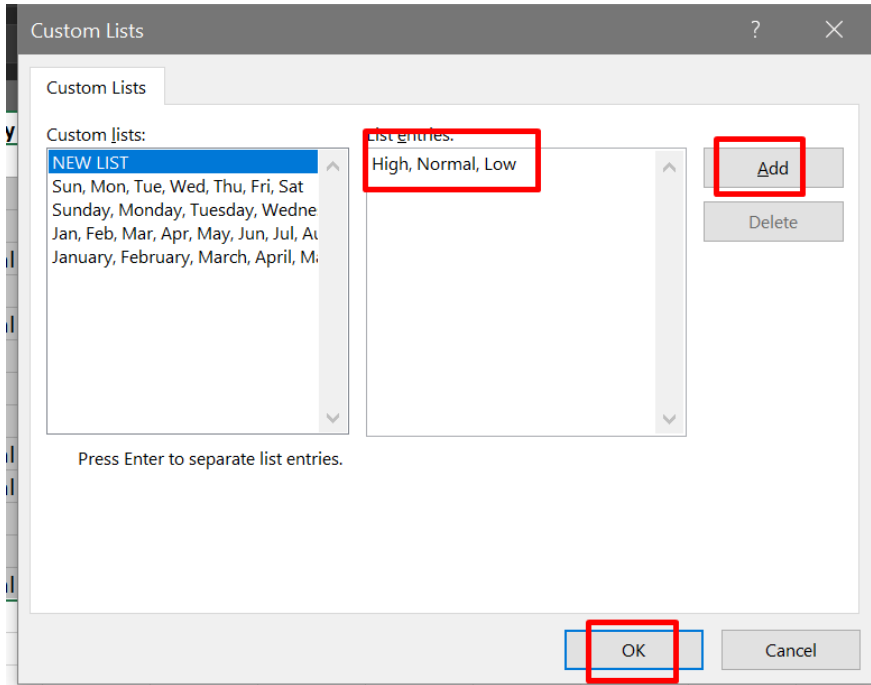 Custom Lists
?
Custom Lists
Custom lists:
NEW LIST
Sun, Mon, Tue, Wed, Thu, Fri, Sat
Sunday, Monday, Tuesday, Wedne
Jan, Feb, Mar, Apr, May, Jun, Jul, Au
January, February, March, April, Ma
List entries:
High, Normal, Low
Add
Delete
Press Enter to separate list entries.
OK
Cancel